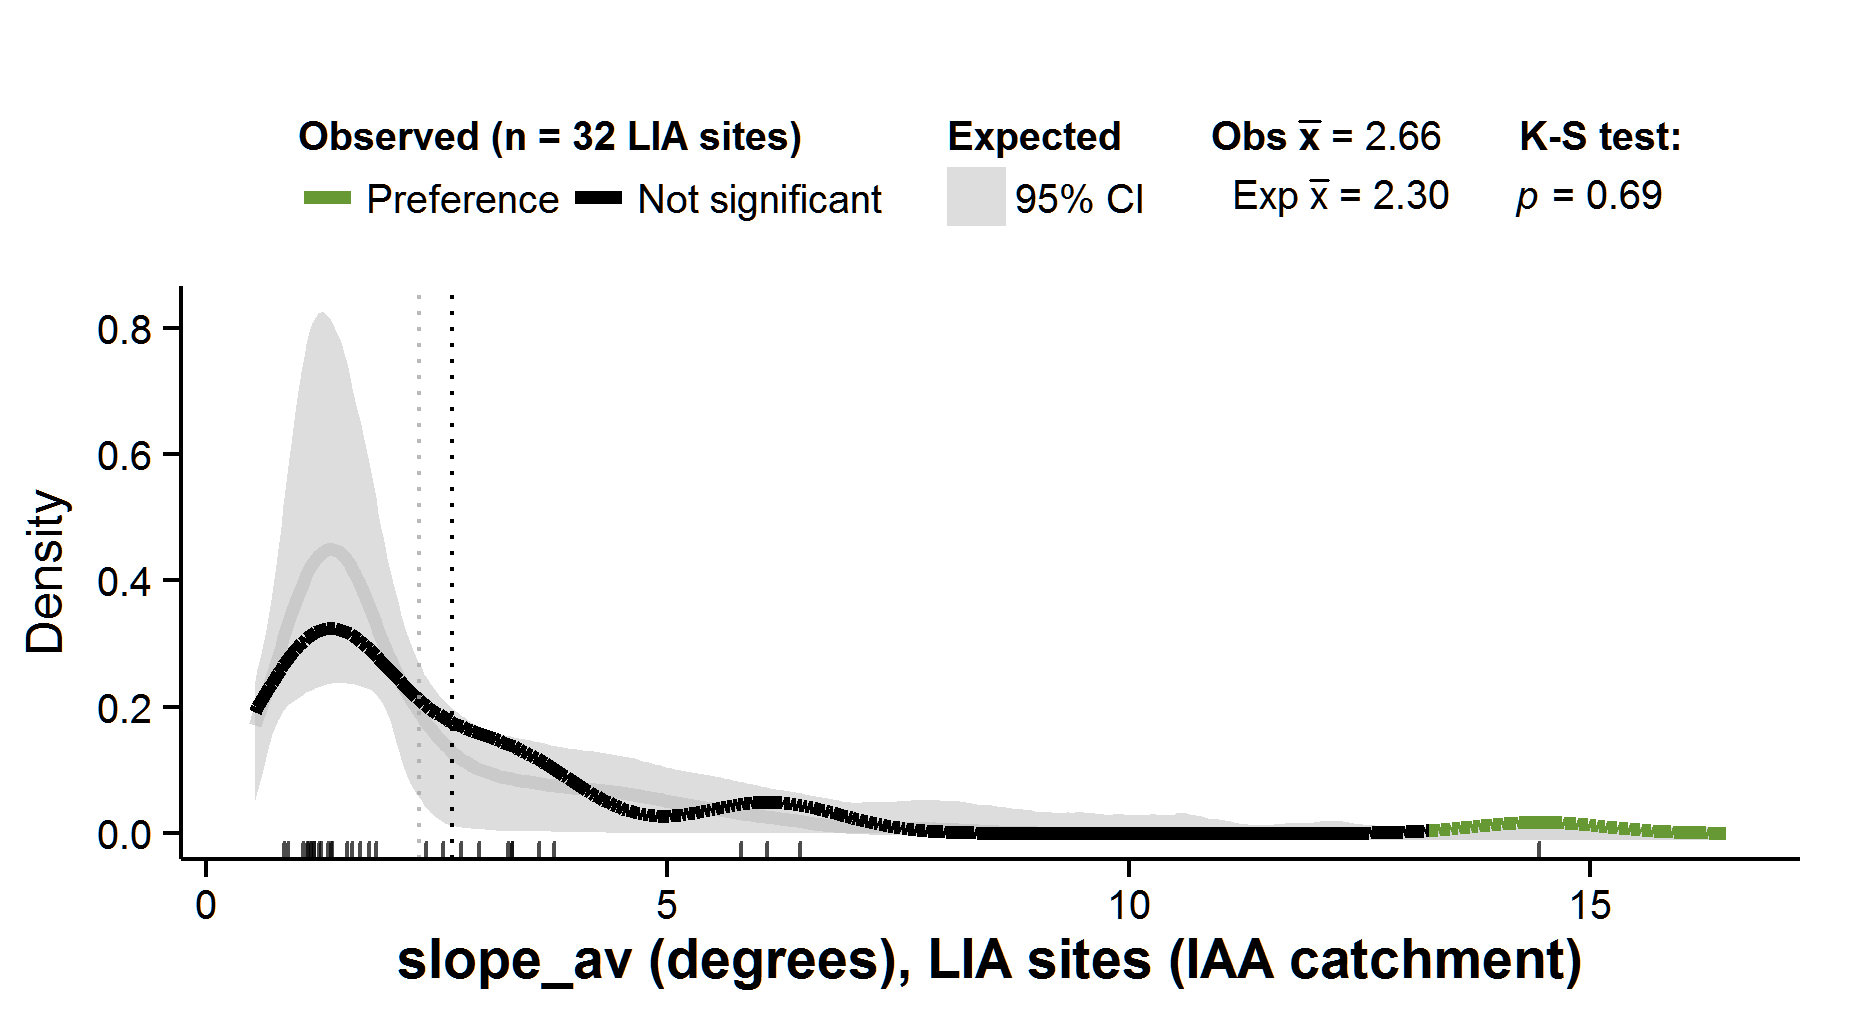 Observed (n = 32 LIA sites) Expected Obs x̅ = 2.66 K-S test:
Preference Not significant 95% CI Exp x̅ = 2.30 p = 0.69
0.8
0.6
0.4
0.2
0.0
Density
0 5 10 15
slope_av (degrees), LIA sites (IAA catchment)